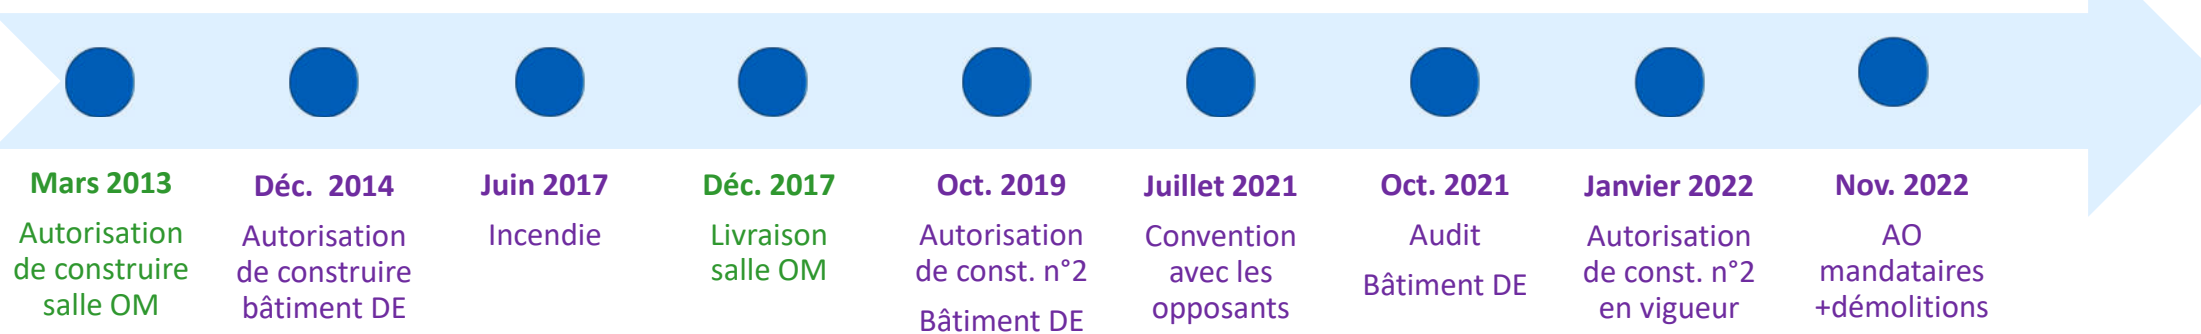 Mars 2013
Autorisation
de construire
salle OM
Déc. 2014
Autorisation
de construire
bâtiment DE
Juin 2017
Incendie
Déc. 2017
Livraison
salle OM
Oct. 2019
Autorisation
de const. n°2
Bâtiment DE
Juillet 2021
Convention
avec les
opposants
Oct. 2021
Audit
Bâtiment DE
Janvier 2022
Autorisation
de const. n°2
en vigueur
Nov. 2022
AO
mandataires
+démolitions